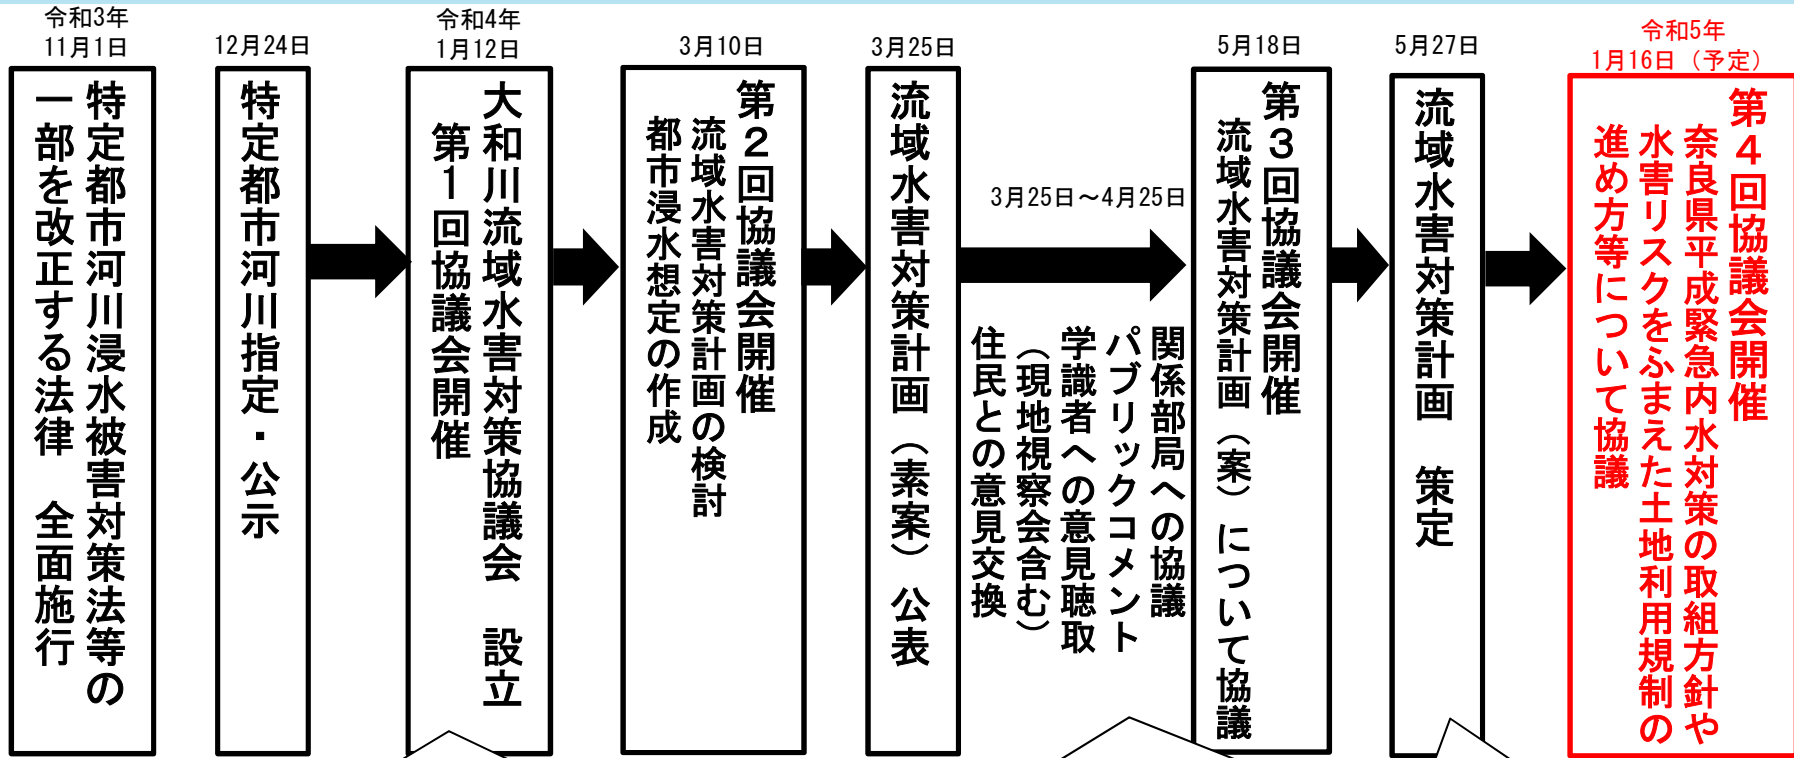 令和3年
11月1日
特定都市河川浸水被害対策法等の
一部を改正する法律　全面施行
12月24日
特定都市河川指定・公示
令和4年
1月12日
大和川流域水害対策協議会　設立
第１回協議会開催
3月10日
第２回協議会開催
流域水害対策計画の検討
都市浸水想定の作成
3月25日
流域水害対策計画（素案）公表
3月25日～4月25日
関係部局への協議
パブリックコメント
学識者への意見聴取
（現地視察会含む）
住民との意見交換
5月18日
第３回協議会開催
流域水害対策計画（案）について協議
5月27日
流域水害対策計画　策定
令和5年
1月16日（予定）
第４回協議会開催
奈良県平成緊急内水対策の取組方針や
水害リスクをふまえた土地利用規制の
進め方等について協議